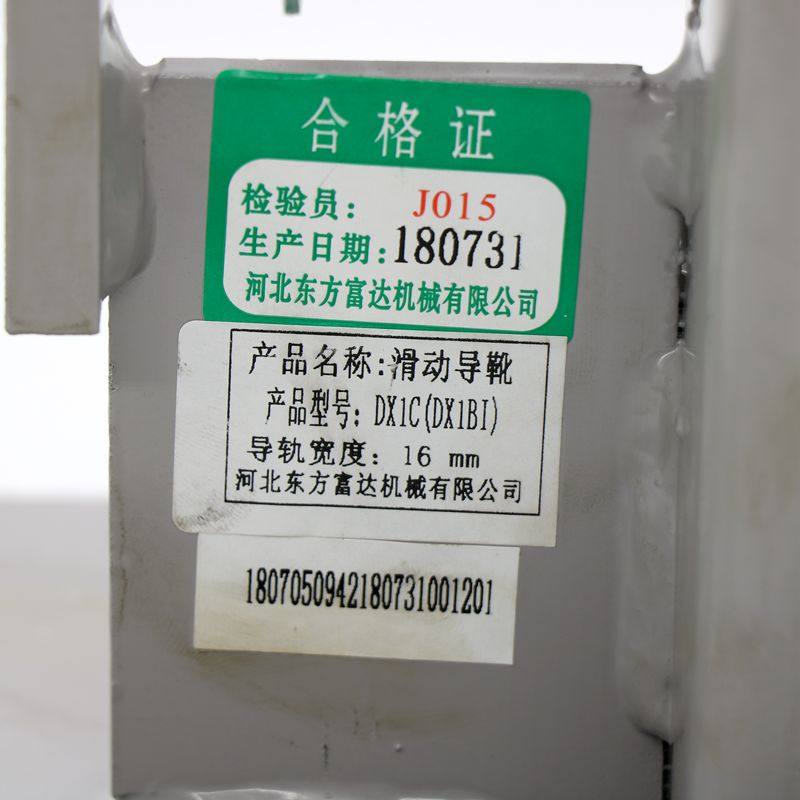 合格证
检验员: J015
生产日期:180731
河北东方富达机械有限公司
产品名称:滑动导靴
产品型号: DX1C(DX1BI)
导轨宽度: 16 mm
河北东方富达机械有限公司
1807050942180731001201